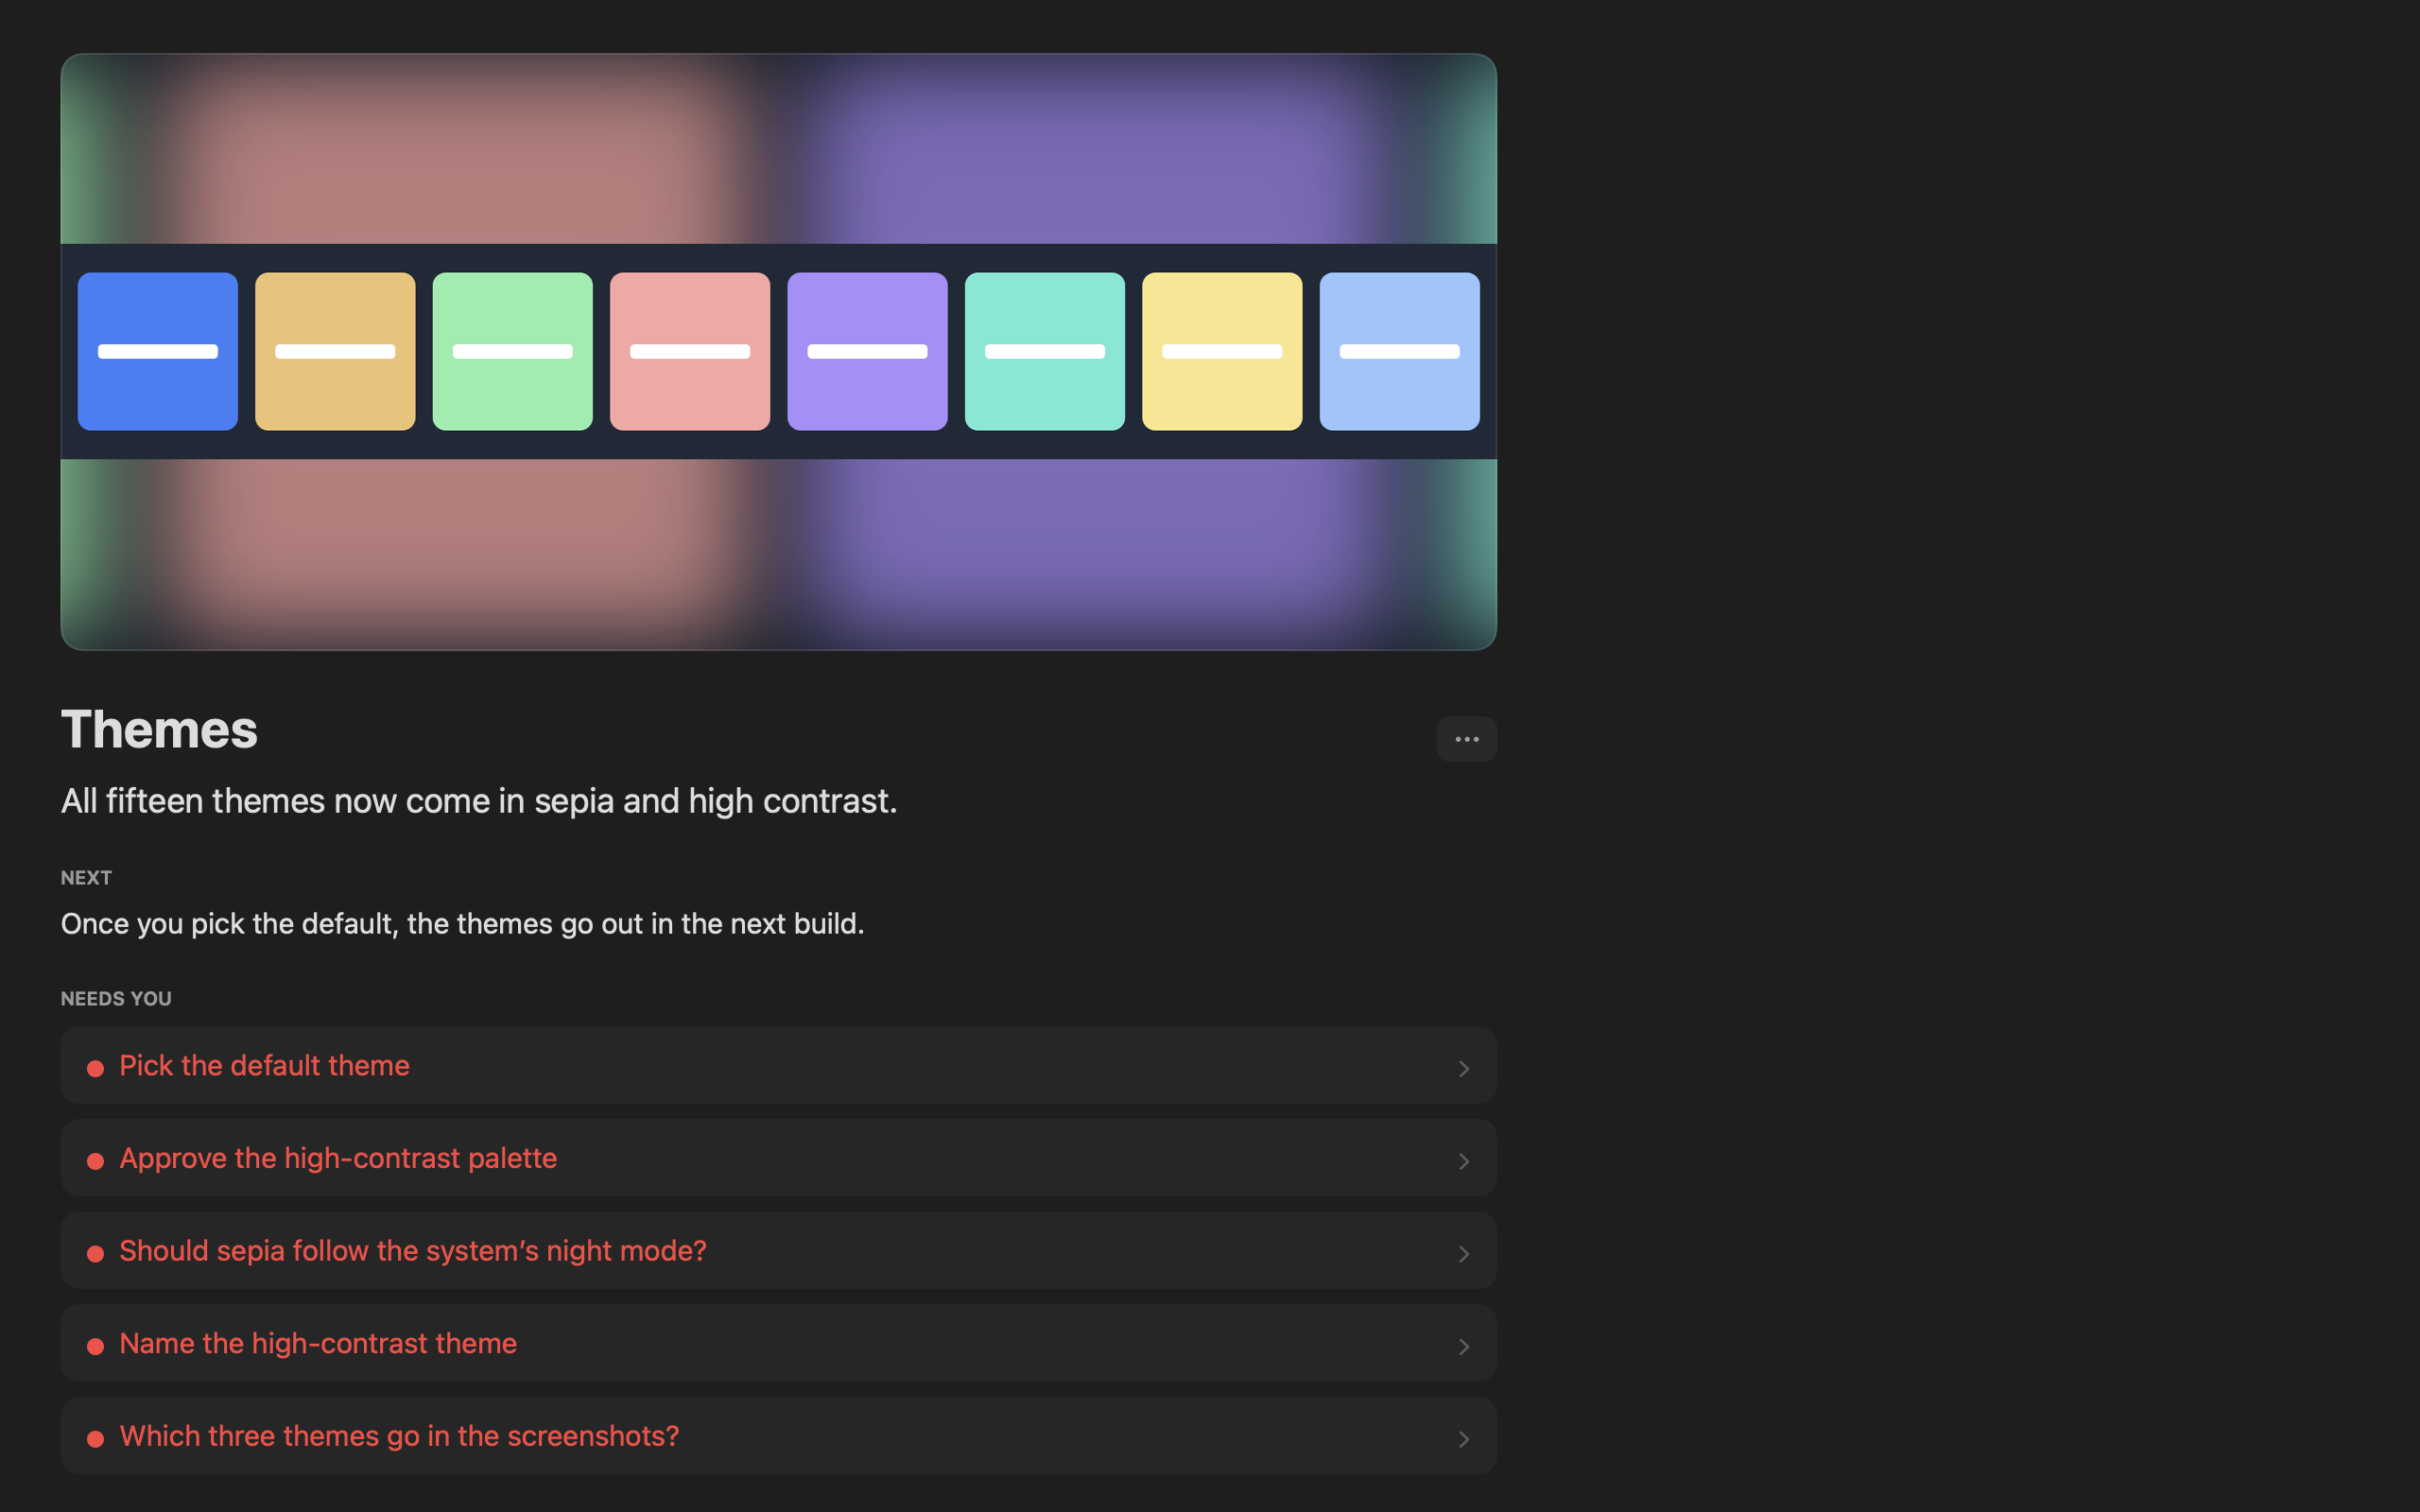 Themes
All fifteen themes now come in sepia and high contrast.
NEXT
Once you pick the default, the themes go out in the next build.
NEEDS YOU
Pick the default theme
Approve the high-contrast palette
Should sepia follow the system’s night mode?
Name the high-contrast theme
Which three themes go in the screenshots?